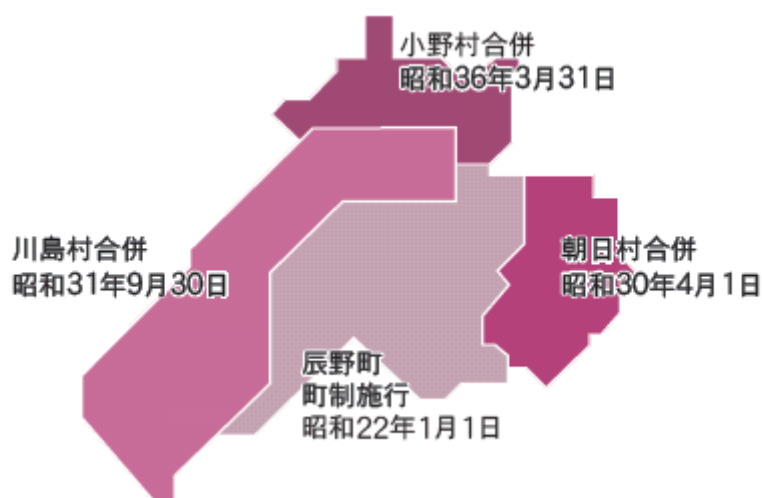 小野村合併
昭和36年3月31日
川島村合併
昭和31年9月30日
朝日村合併
昭和30年4月1日
辰野町
町制施行
昭和22年1月1日